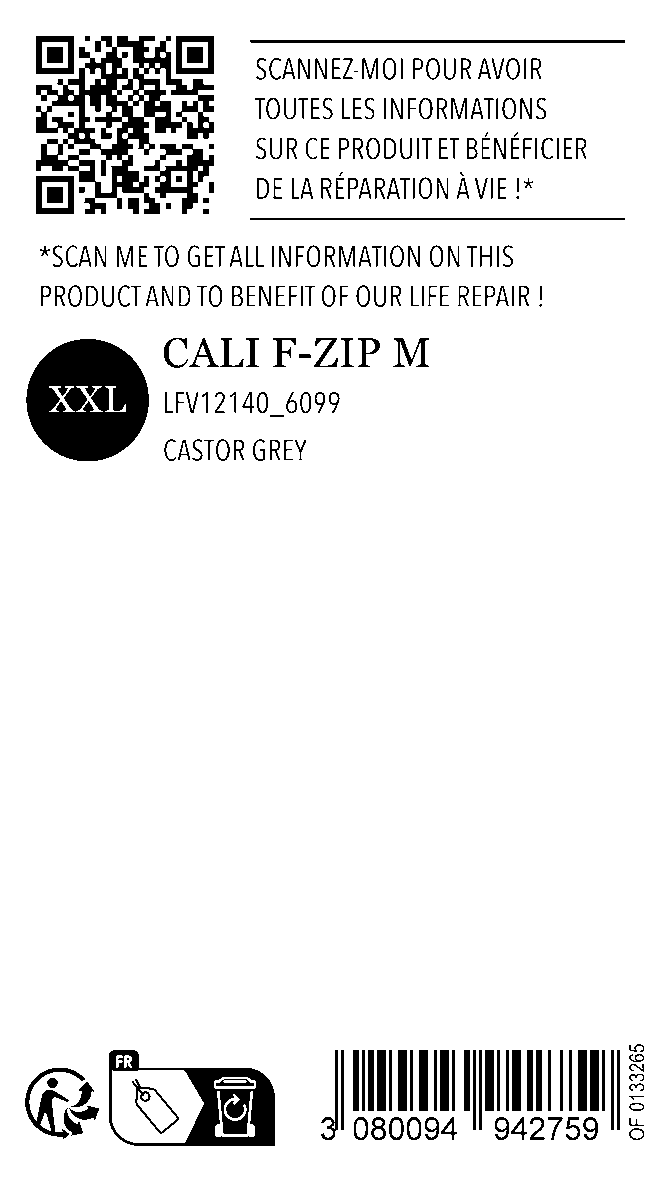 SCANNEZ-MOI POUR AVOIR
TOUTES LES INFORMATIONS
SUR CE PRODUIT ET BÉNÉFICIER
DE LA RÉPARATION À VIE !*
*SCAN ME TO GET ALL INFORMATION ON THIS
PRODUCT AND TO BENEFIT OF OUR LIFE REPAIR !
XXL
CALI F-ZIP M
LFV12140_6099
CASTOR GREY
FR
3 080094 942759
OF 0133265